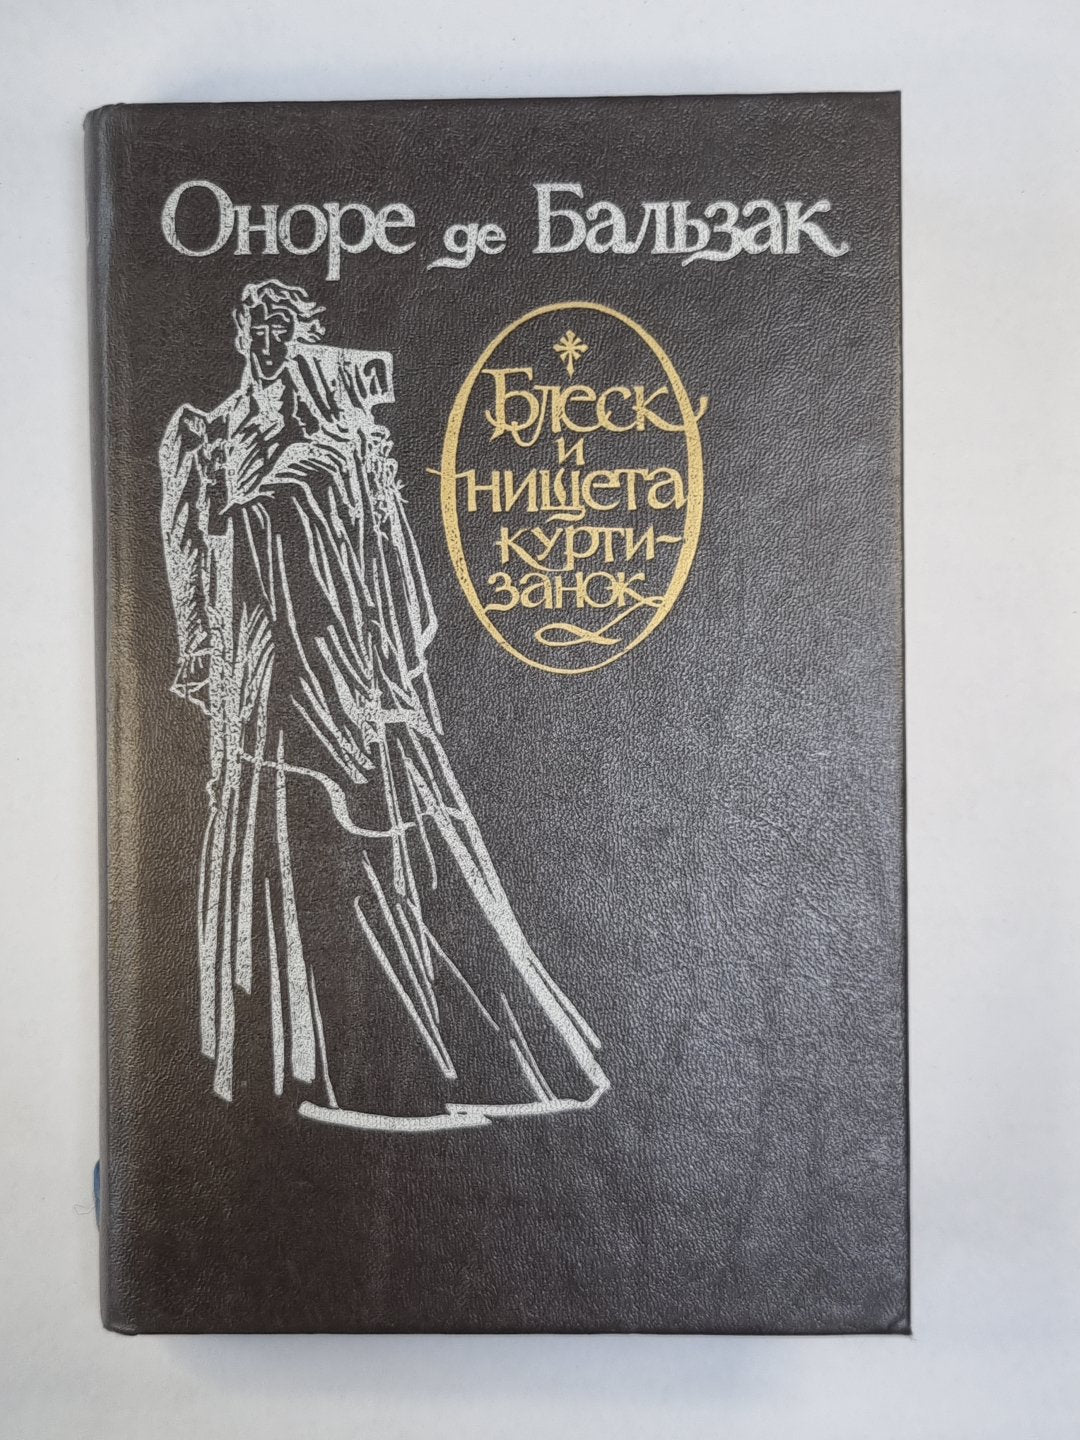 Оноре де Бальзак
Блеск
и
нищета
курти-
занок